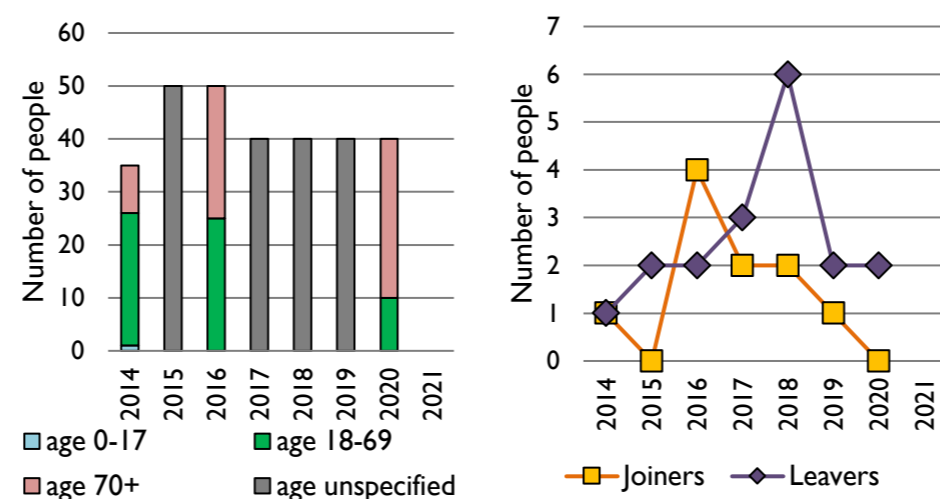 Number of people
60
50
40
30
20
10
0
2014 2015 2016 2017 2018 2019 2020 2021
age 0-17 age 18-69
age 70+ age unspecified
Number of people
7
6
5
4
3
2
1
0
2014 2015 2016 2017 2018 2019 2020 2021
Joiners Leavers